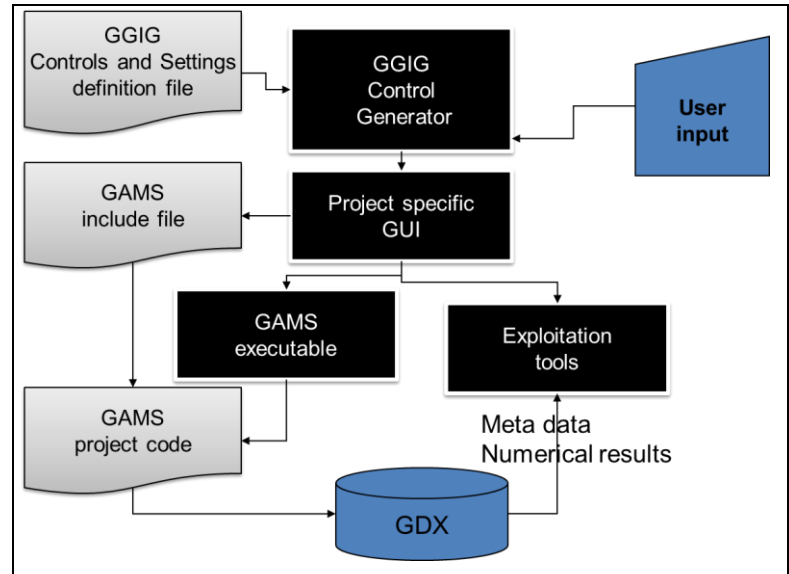 GGIG
Controls and Settings
definition file
GGIG
Control
Generator
User
input
GAMS
include file
Project specific
GUI
GAMS
executable
Exploitation
tools
GAMS
project code
Meta data
Numerical results
GDX